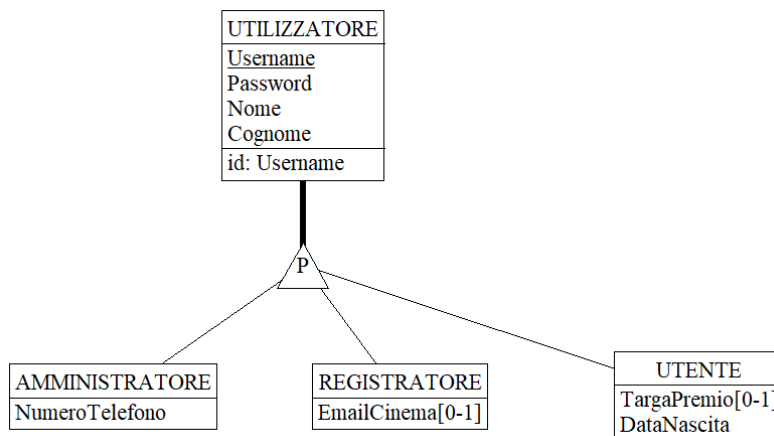 UTILIZZATORE
Username
Password
Nome
Cognome
id: Username
P
AMMINISTRATORE
NumeroTelefono
REGISTRATORE
EmailCinema[0-1]
UTENTE
TargaPremio[0-1]
DataNascita